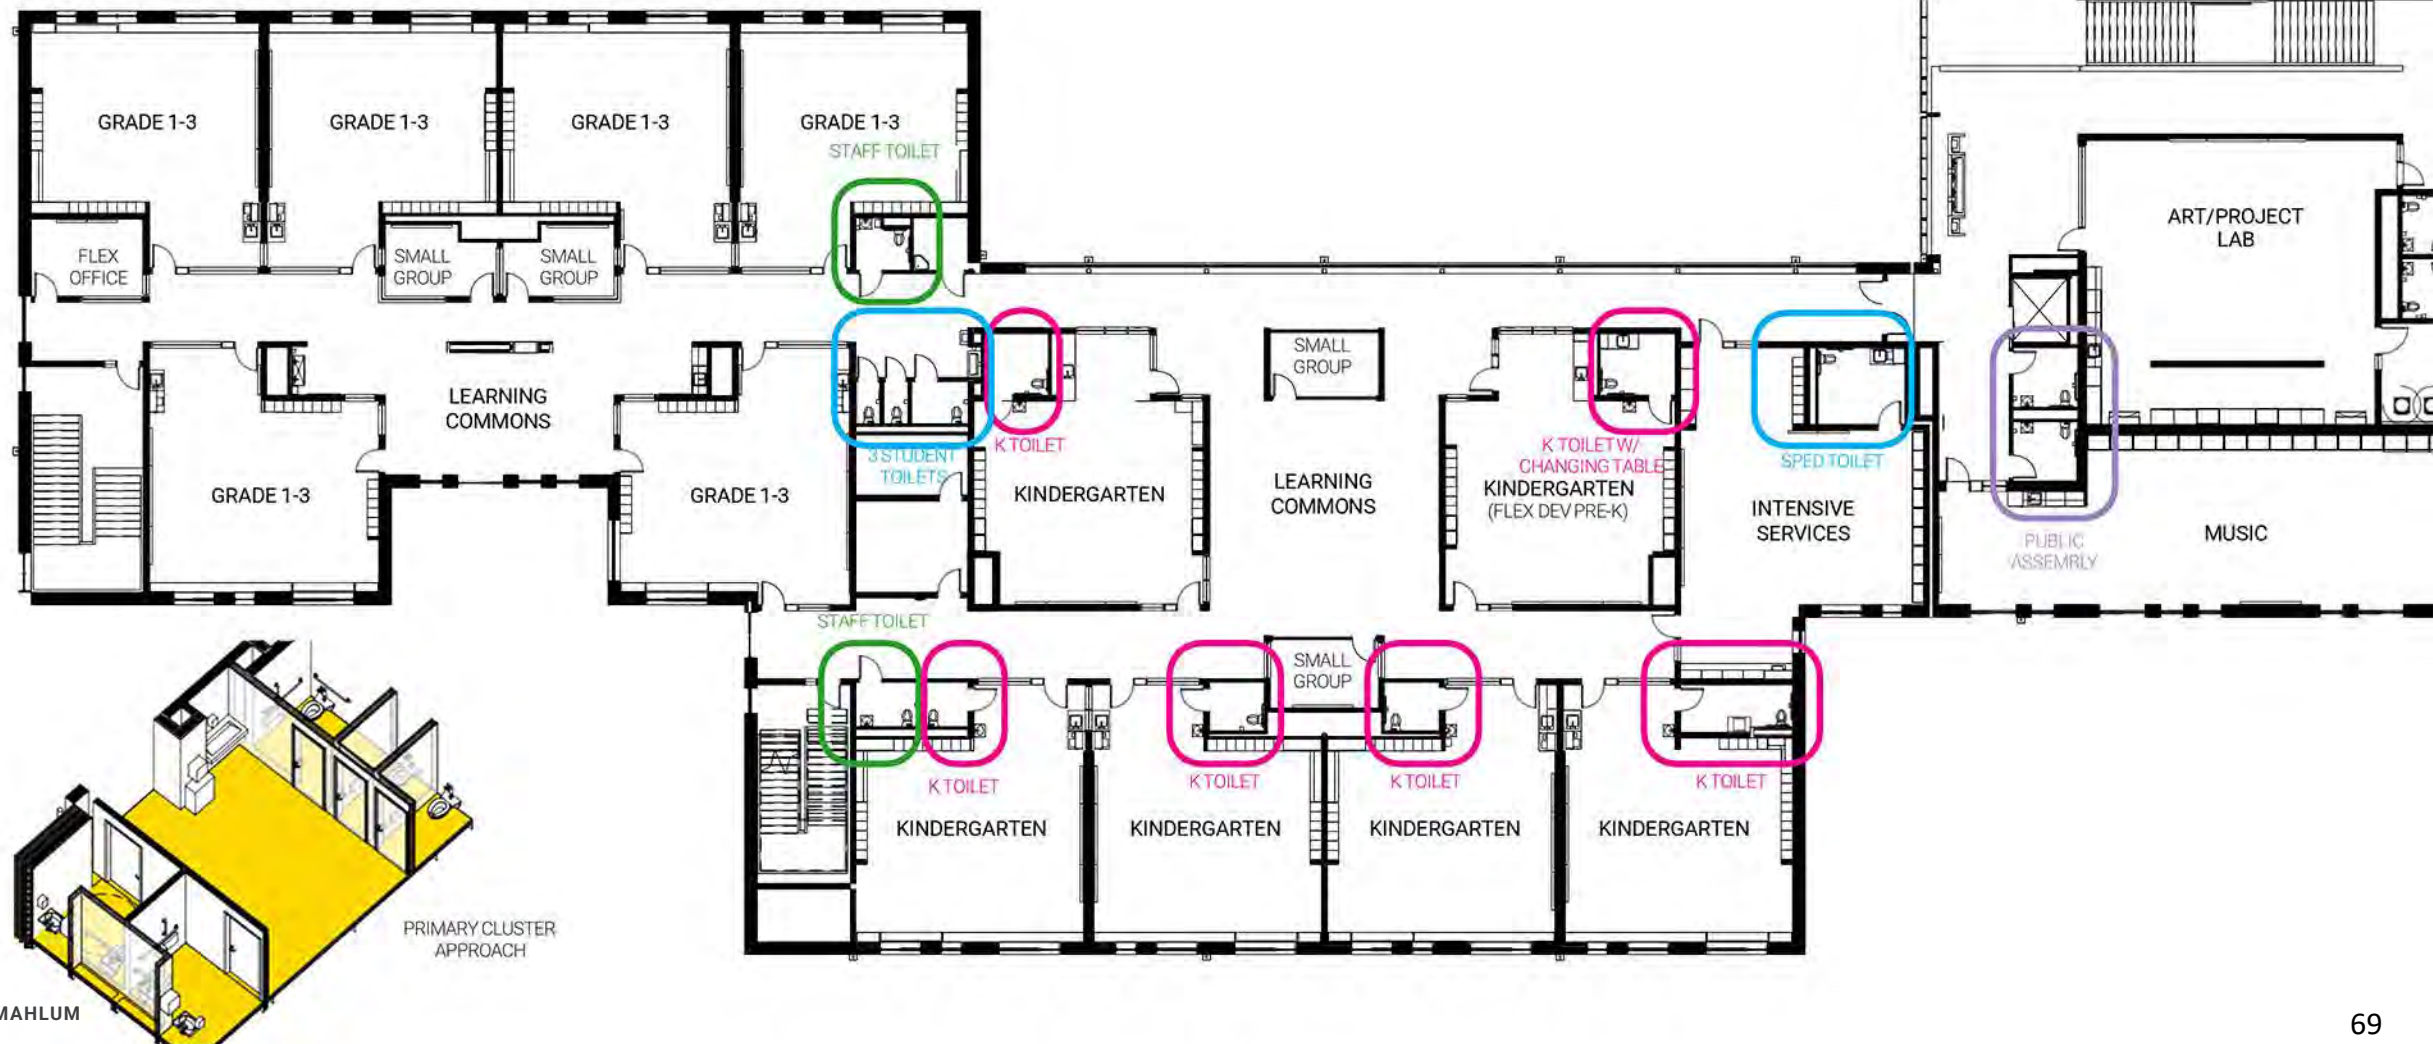 GRADE 1-3
GRADE 1-3
GRADE 1-3
GRADE 1-3
STAFF TOILET
FLEX
OFFICE
SMALL
GROUP
SMALL
GROUP
ART/PROJECT
LAB
SMALL
GROUP
LEARNING
COMMONS
3 STUDENT
TOILETS
K TOILET
K TOILET W/
CHANGING TABLE
SPED TOILET
GRADE 1-3
GRADE 1-3
KINDERGARTEN
LEARNING
COMMONS
KINDERGARTEN
(FLEX DEV PRE-K)
INTENSIVE
SERVICES
PUBLIC
ASSEMBLY
MUSIC
STAFF TOILET
SMALL
GROUP
K TOILET
K TOILET
K TOILET
K TOILET
KINDERGARTEN
KINDERGARTEN
KINDERGARTEN
KINDERGARTEN
PRIMARY CLUSTER
APPROACH
MAHLUM
69